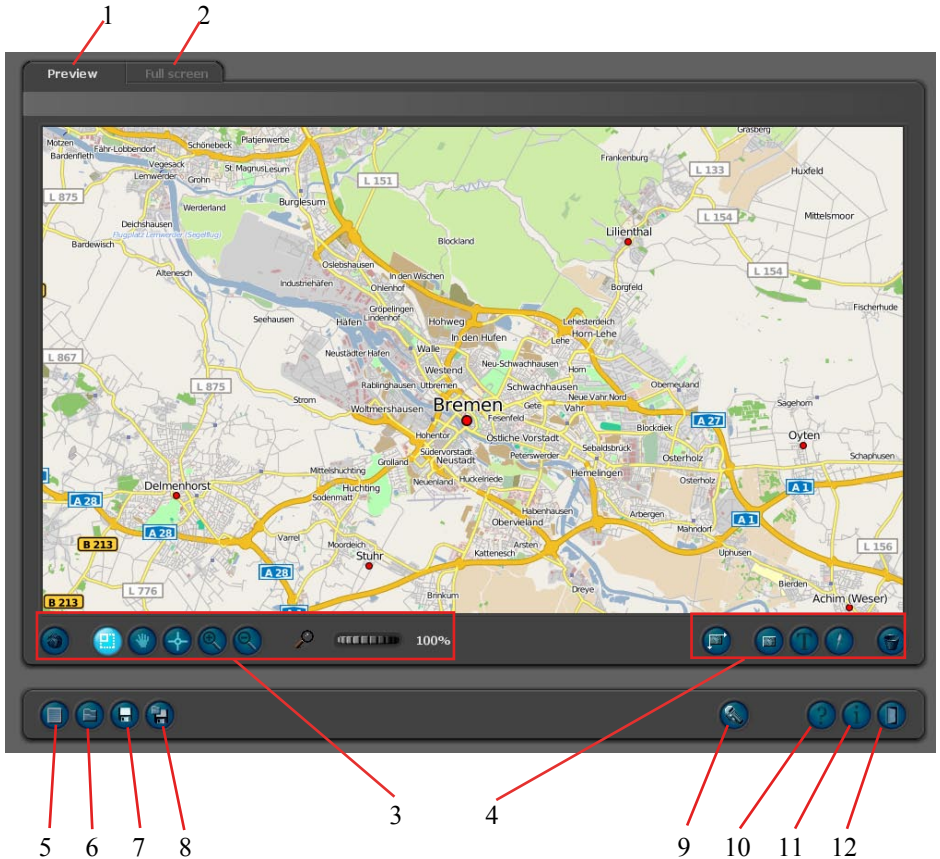 1 2
Preview Full screen
Grasberg
Motzen Fähr-Lobbendorf Schönebeck Platjenwerbe
Bardenfleth Vegesack St. Magnus Lesum Frankenburg
Lemwerder Grohn L 151 L 133 Huxfeld
L 875 Werderland Burglesum L 154 Mittelsmoor
Deichshausen Lilienthal
Flugplatz Lemwerder (Segelflug)
Bardewisch Blockland
Oslebshausen
Altenesch In den Wischen L 154
Industriehäfen Ohlenhof Borgfeld
Gröpelingen Fischerhude
Seehausen Häfen Lindenhof Hohweg Lehesterdeich
In den Hufen Horn-Lehe
Lehe
L 867 Neustädter Hafen Walle Neu-Schwachhausen Horn
Westend
L 875 Rablinghausen Utbremen Schwachhausen Oberneuland
Strom Neue Vahr Nord Sagehorn
Woltmershausen Bremen Gete Vahr
Fesenfeld A 27
Hohentor Östliche Vorstadt Blockdiek Oyten
Südervorstadt Peterswerder Sebaldsbrück Osterholz Schaphusen
Grolland Neustadt
Mittelshuchting Huckelriede Hemelingen Osterholz
Delmenhorst Huchting Neuenland A 1
Sodenmatt Habenhausen
A 28 Obervieland Arbergen A 1
A 28 Varrel Mahndorf
B 213 Moordeich Arsten L 156
Stuhr Kattenesch Uphusen
A 28 Bierden
L 776 Brinkum Dreye
B 213 Achim (Weser)
100% T
? i
3 4
5 6 7 8 9 10 11 12